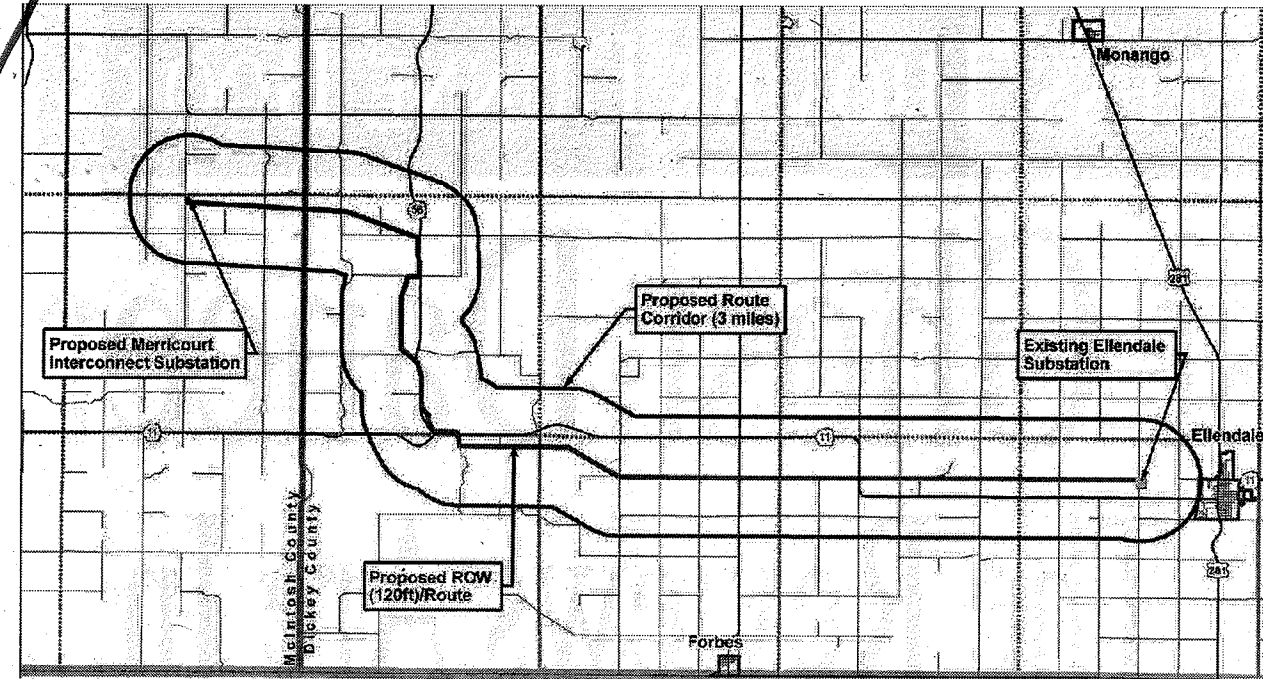 Monango
56
281
Proposed Route
Corridor (3 miles)
Proposed Merricourt
Interconnect Substation
Existing Ellendale
Substation
11
11
Ellendale
11
McIntosh County
Dickey County
Proposed ROW
(120ft)/Route
281
Forbes